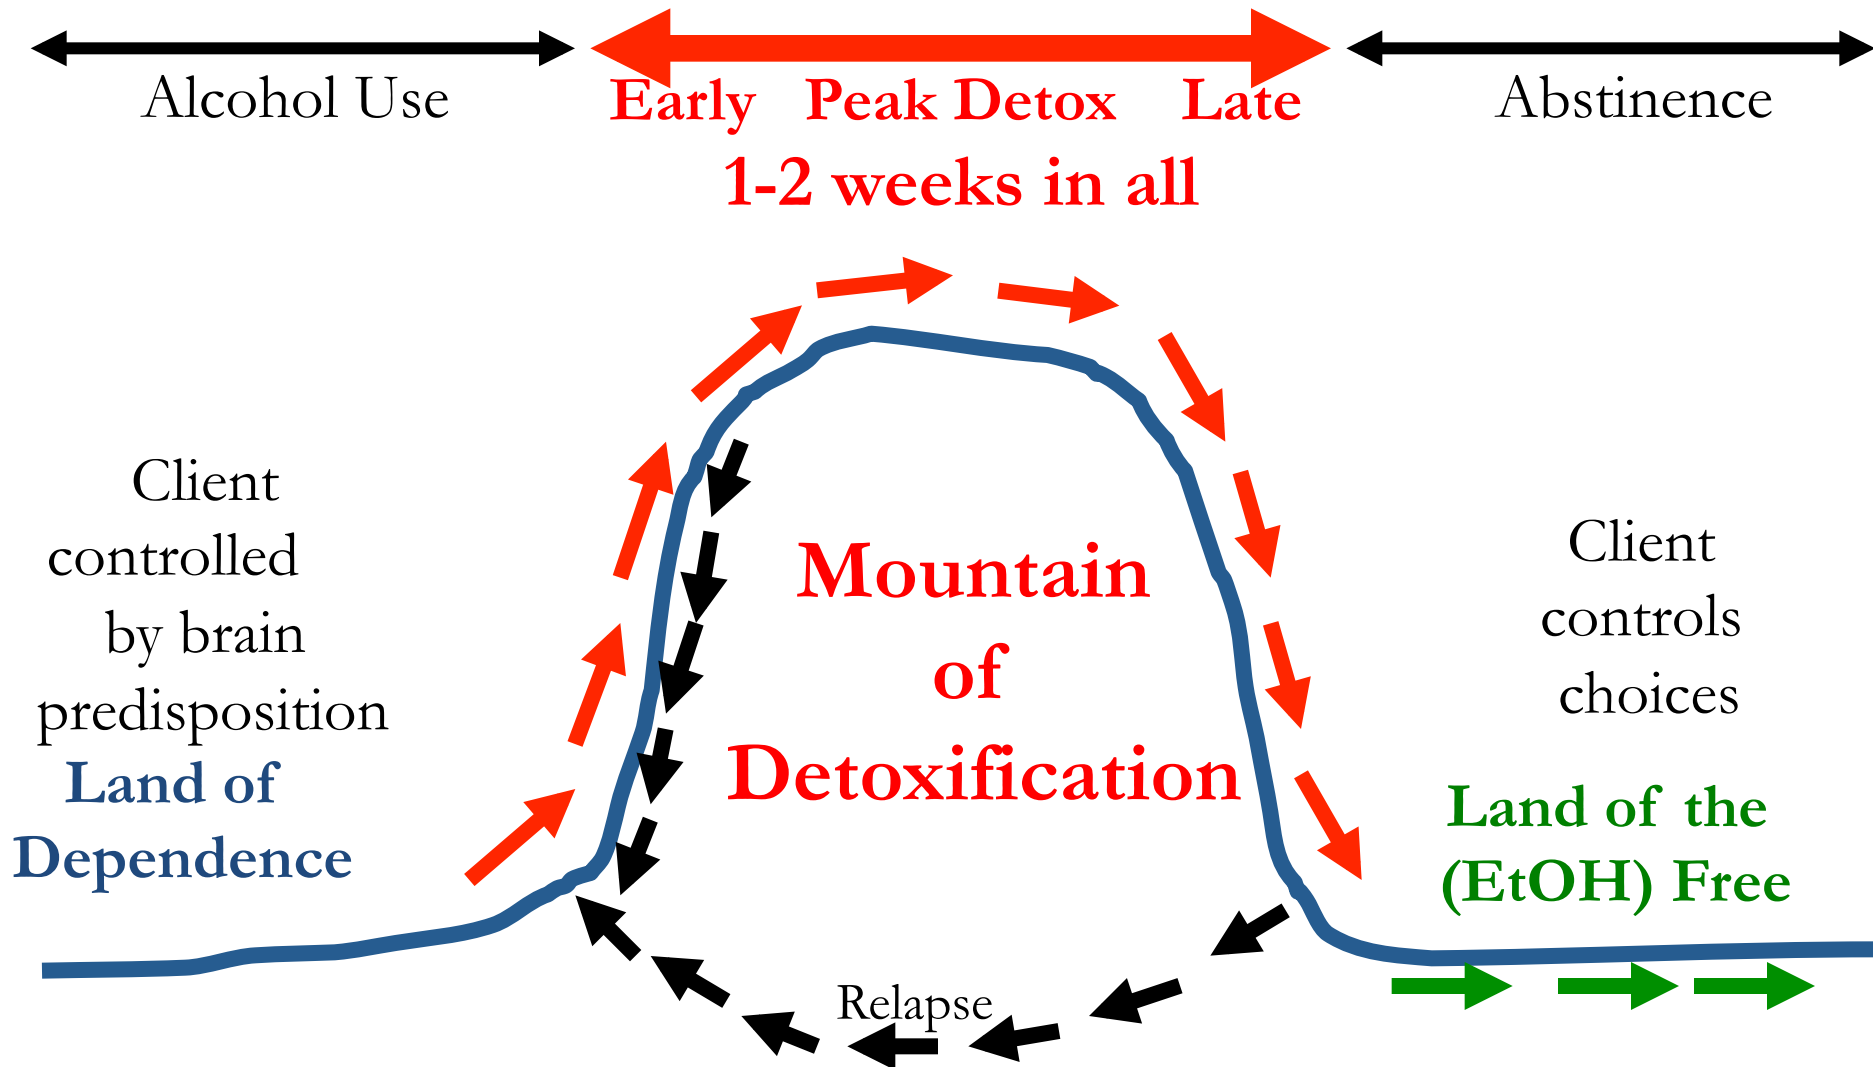 Alcohol Use
Early Peak Detox Late
1-2 weeks in all
Abstinence
Client
controlled
by brain
predisposition
Land of
Dependence
Mountain
of
Detoxification
Client
controls
choices
Land of the
(EtOH) Free
Relapse